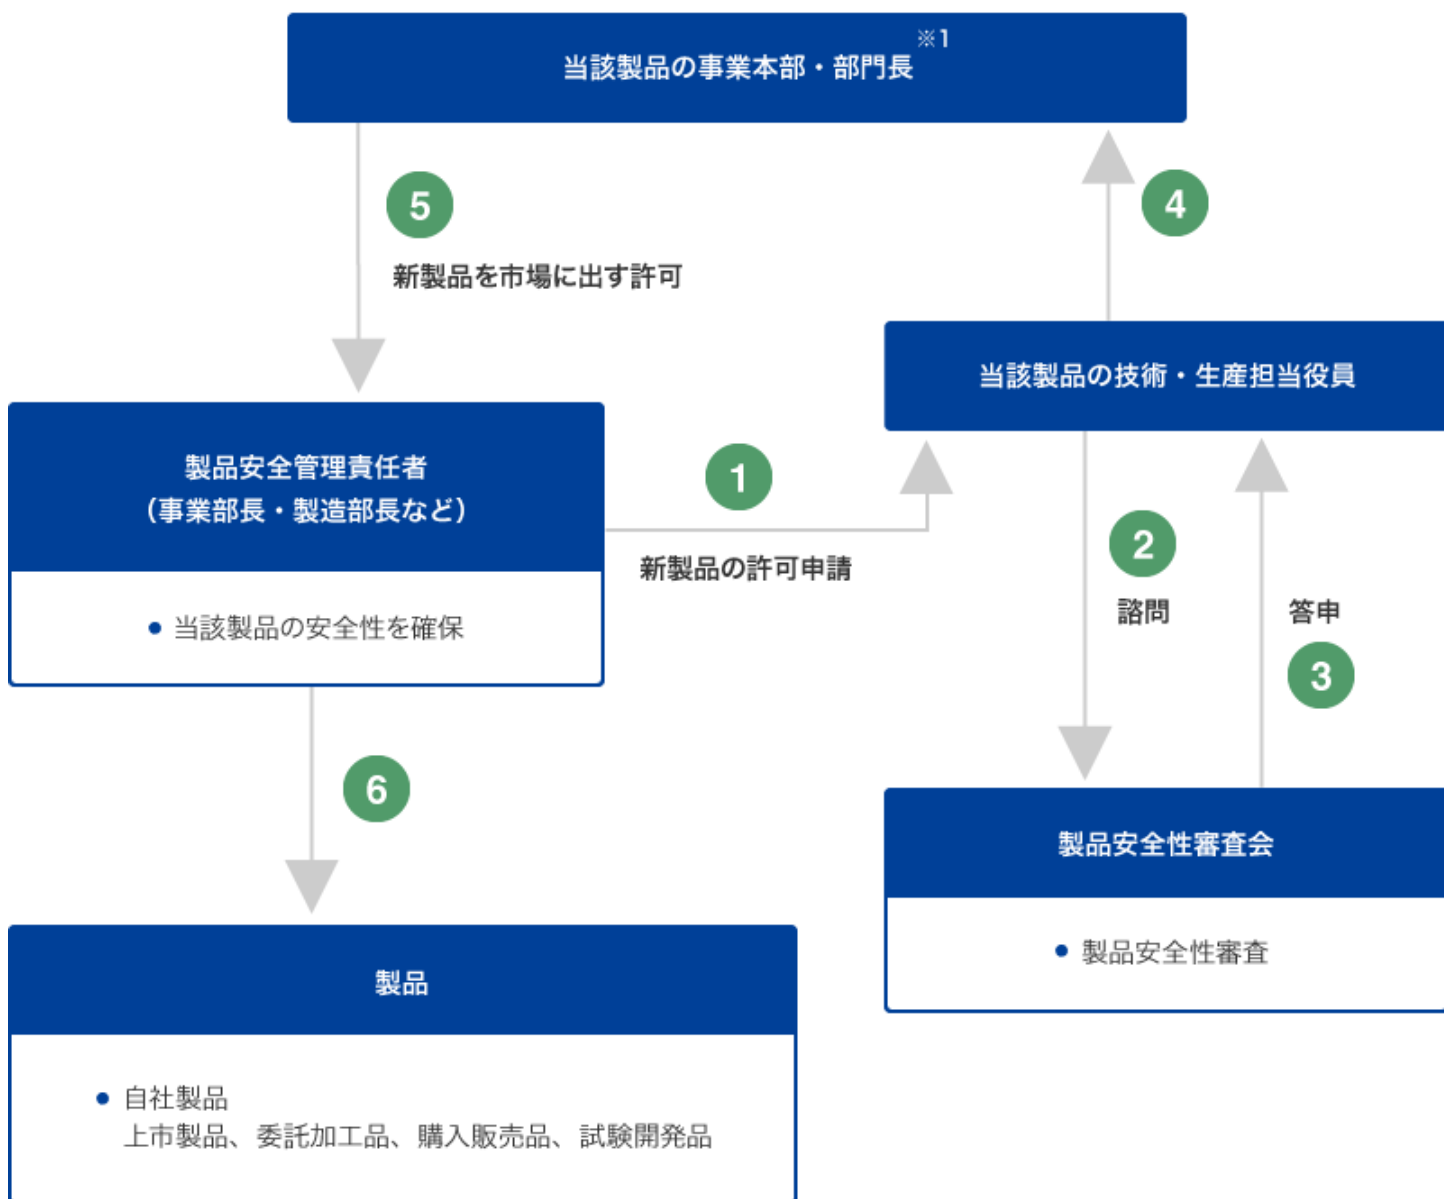 当該製品の事業本部・部門長※1
5
新製品を市場に出す許可
4
当該製品の技術・生産担当役員
製品安全管理責任者
（事業部長・製造部長など）
当該製品の安全性を確保
1
新製品の許可申請
2
諮問
答申
3
6
製品安全性審査会
製品安全性審査
製品
自社製品
上市製品、委託加工品、購入販売品、試験開発品